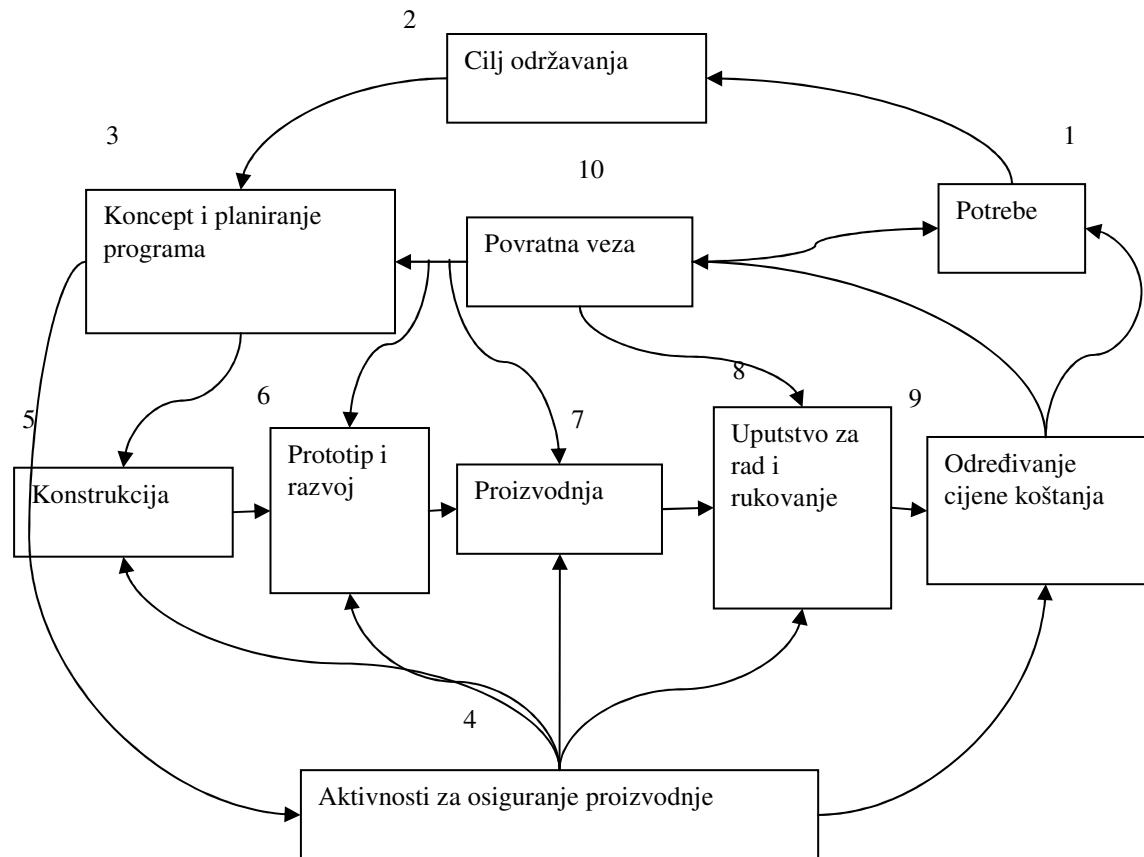 2
Cilj održavanja
3
1
10
Koncept i planiranje
programa
Potrebe
Povratna veza
8
5
6
7
9
Uputstvo za
rad i
rukovanje
Prototip i
razvoj
Određivanje
cijene koštanja
Konstrukcija
Proizvodnja
4
Aktivnosti za osiguranje proizvodnje